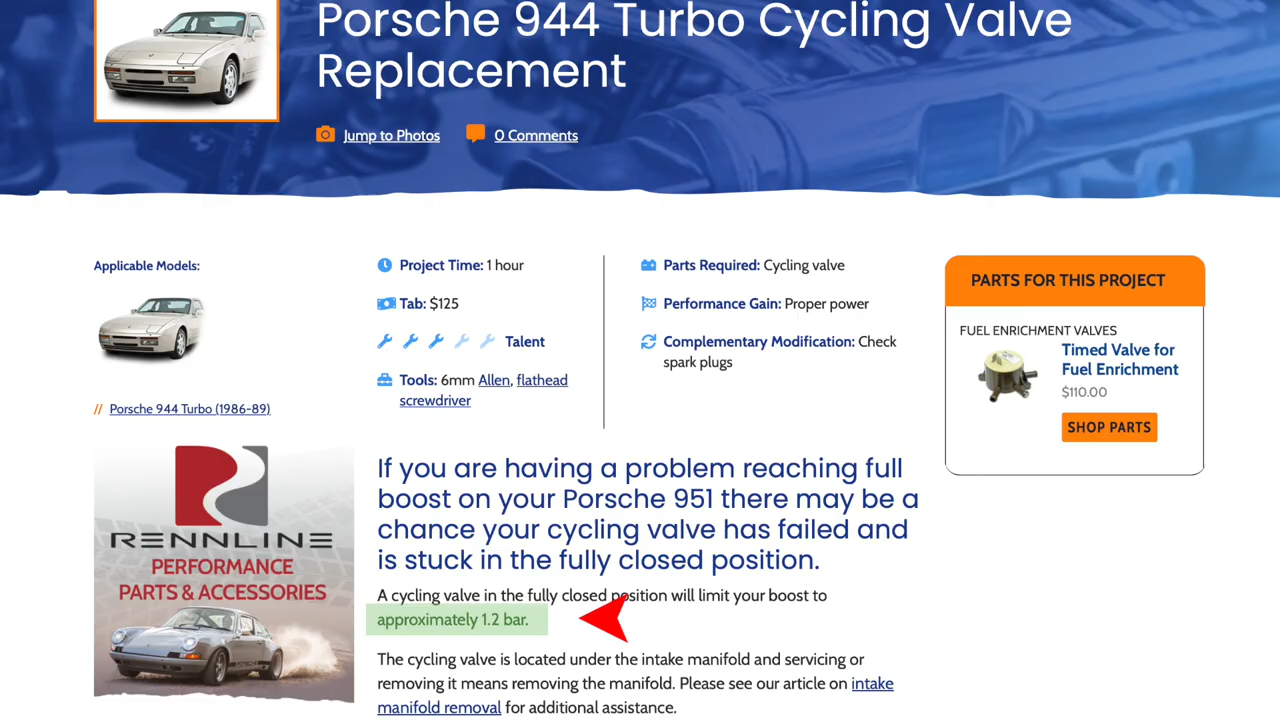 Porsche 944 Turbo Cycling Valve
Replacement
Jump to Photos
0 Comments
Applicable Models:
// Porsche 944 Turbo (1986-89)
Project Time: 1 hour
Tab: $125
Talent
Tools: 6mm Allen, flathead
screwdriver
Parts Required: Cycling valve
Performance Gain: Proper power
Complementary Modification: Check
spark plugs
PARTS FOR THIS PROJECT
FUEL ENRICHMENT VALVES
Timed Valve for
Fuel Enrichment
$110.00
SHOP PARTS
RENNLINE
PERFORMANCE
PARTS & ACCESSORIES
If you are having a problem reaching full
boost on your Porsche 951 there may be a
chance your cycling valve has failed and
is stuck in the fully closed position.
A cycling valve in the fully closed position will limit your boost to
approximately 1.2 bar.
The cycling valve is located under the intake manifold and servicing or
removing it means removing the manifold. Please see our article on intake
manifold removal for additional assistance.